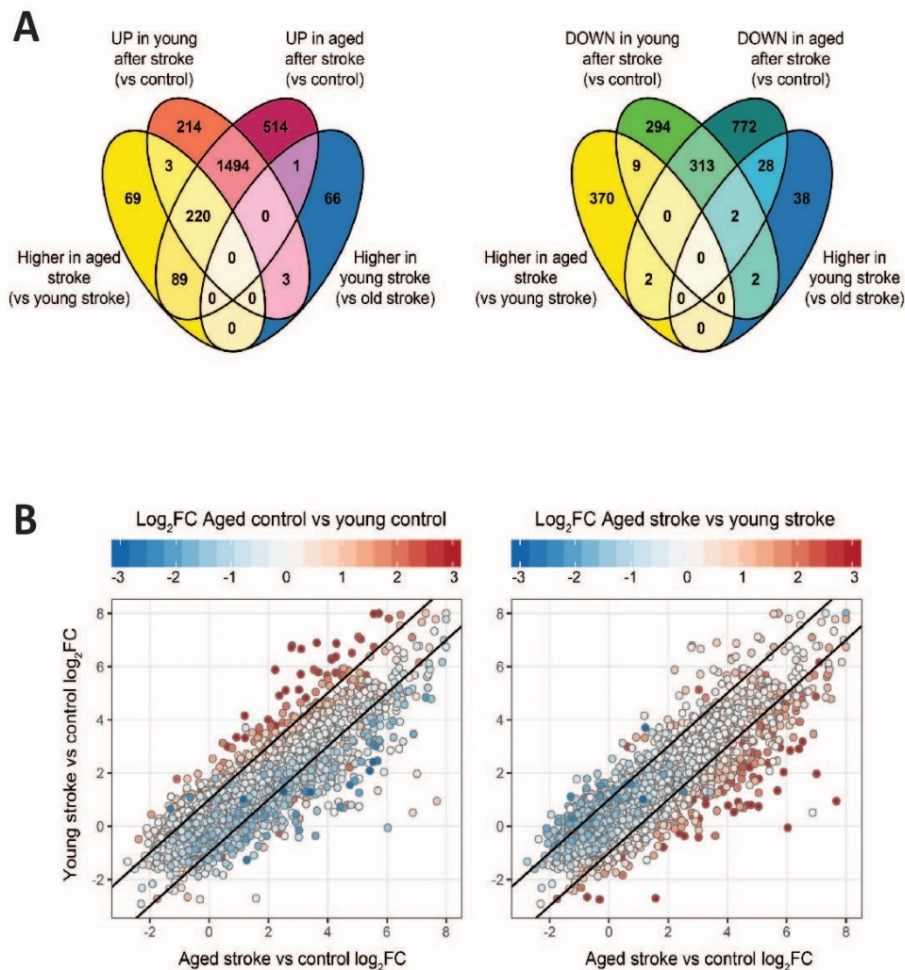 A
UP in young
after stroke
(vs control)
UP in aged
after stroke
(vs control)
214
514
3
1494
1
69
66
220
0
0
Higher in aged
stroke
(vs young stroke)
Higher in
young stroke
(vs old stroke)
89
3
0
0
0
DOWN in young
after stroke
(vs control)
DOWN in aged
after stroke
(vs control)
294
772
9
313
28
370
38
0
2
0
Higher in aged
stroke
(vs young stroke)
Higher in
young stroke
(vs old stroke)
2
2
0
0
0
B
Log₂FC Aged control vs young control
-3 -2 -1 0 1 2 3
Log₂FC Aged stroke vs young stroke
-3 -2 -1 0 1 2 3
Young stroke vs control log₂FC
8
6
4
2
0
-2
-2 0 2 4 6 8
Aged stroke vs control log₂FC
8
6
4
2
0
-2
-2 0 2 4 6 8
Aged stroke vs control log₂FC